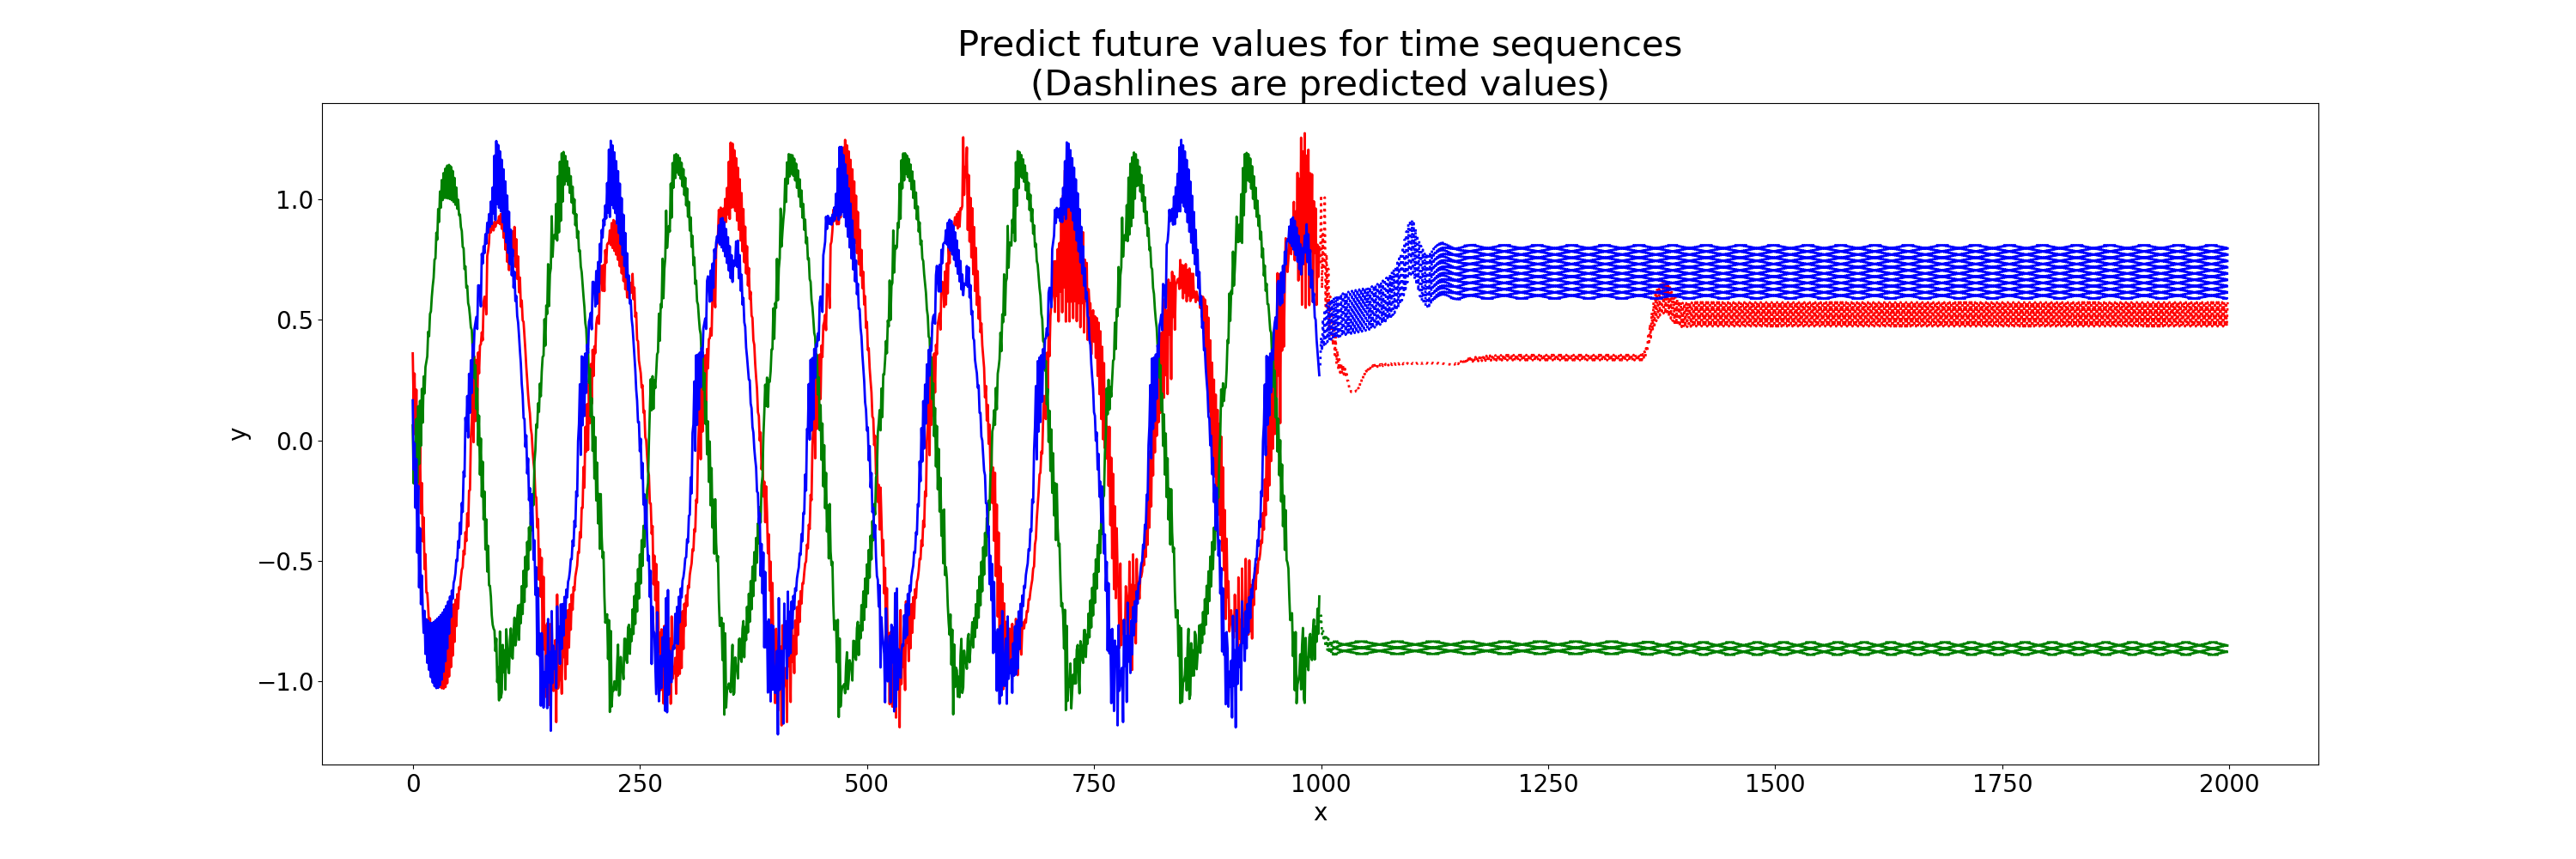 Predict future values for time sequences
(Dashlines are predicted values)
1.0
0.5
0.0
−0.5
−1.0
y
0 250 500 750 1000 1250 1500 1750 2000
x